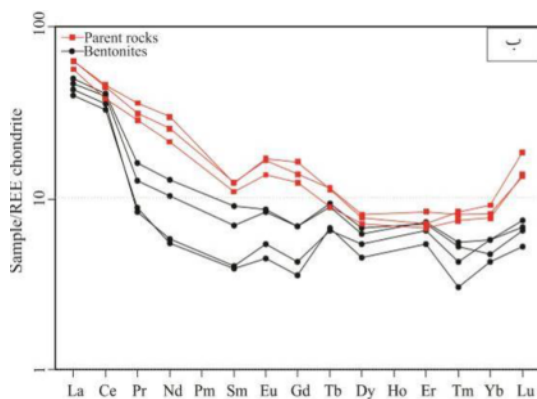 100
Parent rocks
Bentonites
ب
Sample/REE chondrite
10
1
La Ce Pr Nd Pm Sm Eu Gd Tb Dy Ho Er Tm Yb Lu